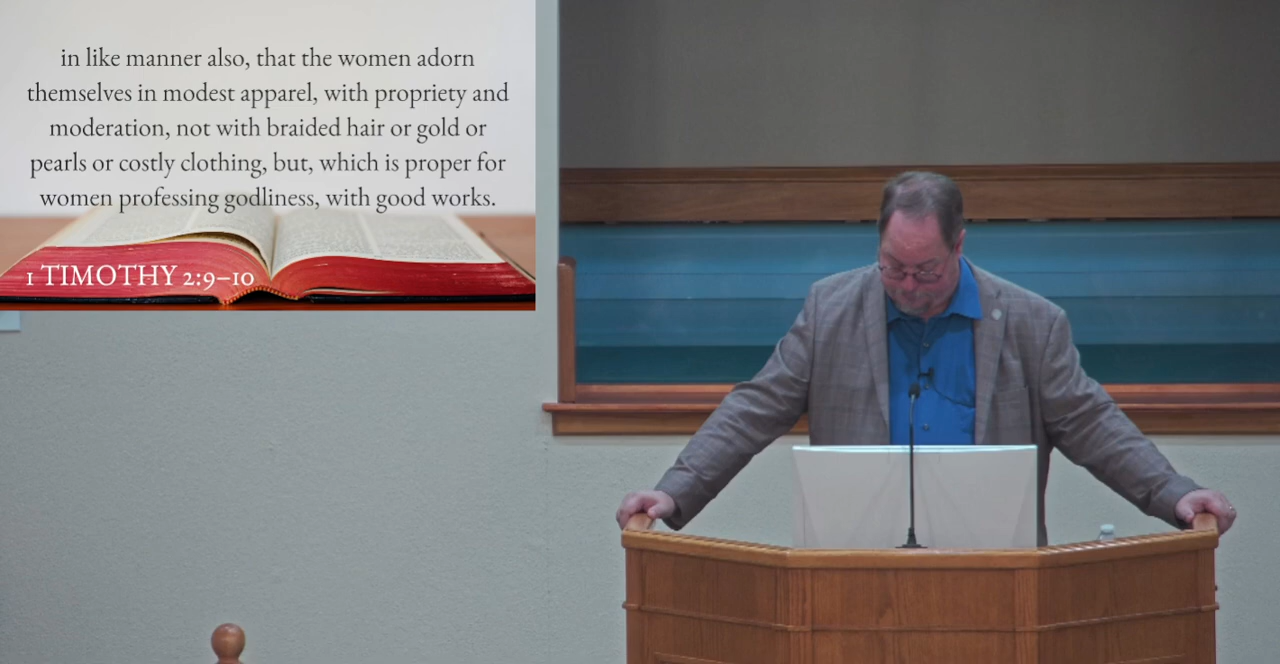 in like manner also, that the women adorn
themselves in modest apparel, with propriety and
moderation, not with braided hair or gold or
pearls or costly clothing, but, which is proper for
women professing godliness, with good works.
1 TIMOTHY 2:9–10